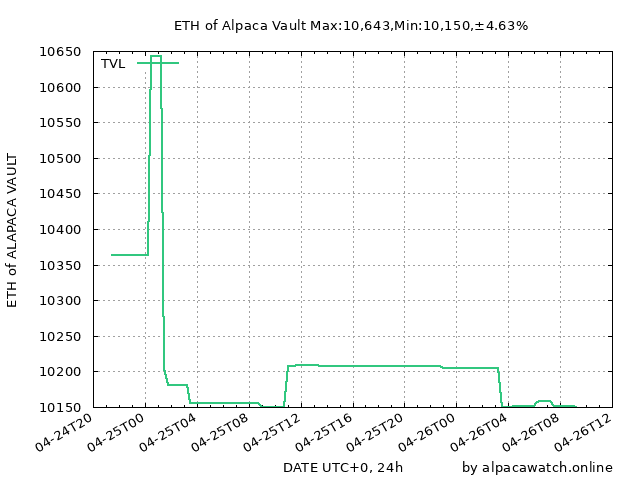 ETH of Alpaca Vault Max:10,643,Min:10,150,±4.63%
TVL
ETH of ALAPACA VAULT
10650
10600
10550
10500
10450
10400
10350
10300
10250
10200
10150
04-24T20
04-25T00
04-25T04
04-25T08
04-25T12
04-25T16
04-25T20
04-26T00
04-26T04
04-26T08
04-26T12
DATE UTC+0, 24h
by alpacawatch.online